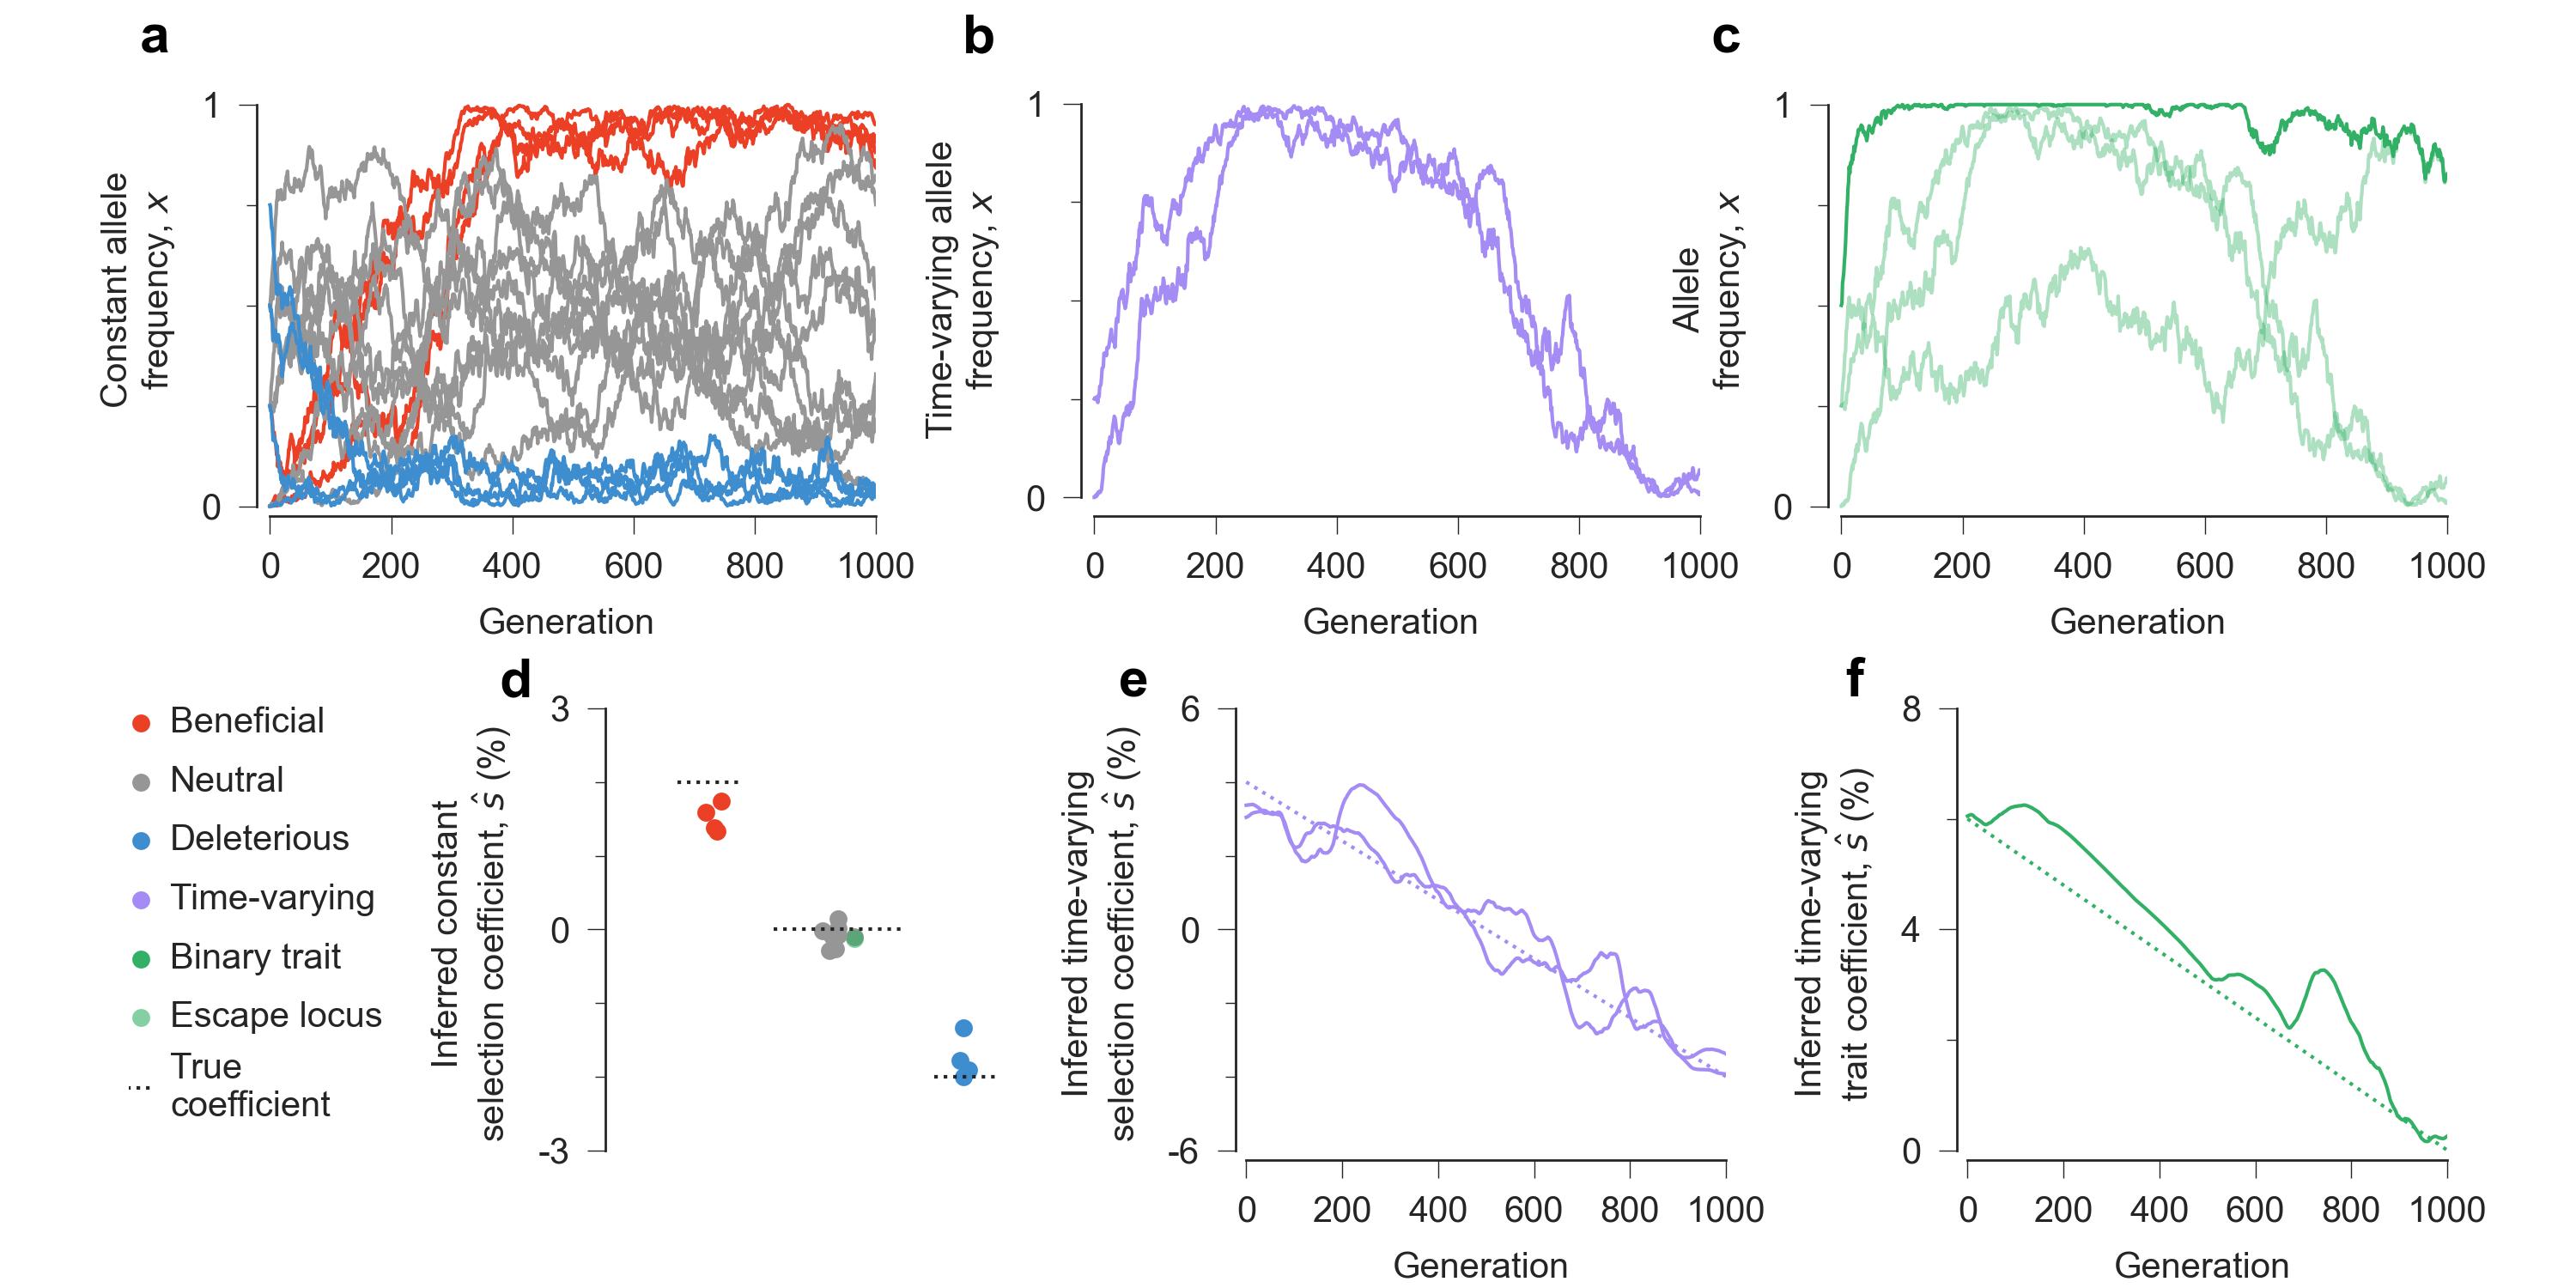 a
Constant allele
frequency, x
1
0
0 200 400 600 800 1000
Generation
b
Time-varying allele
frequency, x
1
0
0 200 400 600 800 1000
Generation
c
Allele
frequency, x
1
0
0 200 400 600 800 1000
Generation
Beneficial
Neutral
Deleterious
Time-varying
Binary trait
Escape locus
True
coefficient
d
Inferred constant
selection coefficient, ŝ (%)
3
0
-3
e
Inferred time-varying
selection coefficient, ŝ (%)
6
0
-6
0 200 400 600 800 1000
Generation
f
Inferred time-varying
trait coefficient, ŝ (%)
8
4
0
0 200 400 600 800 1000
Generation